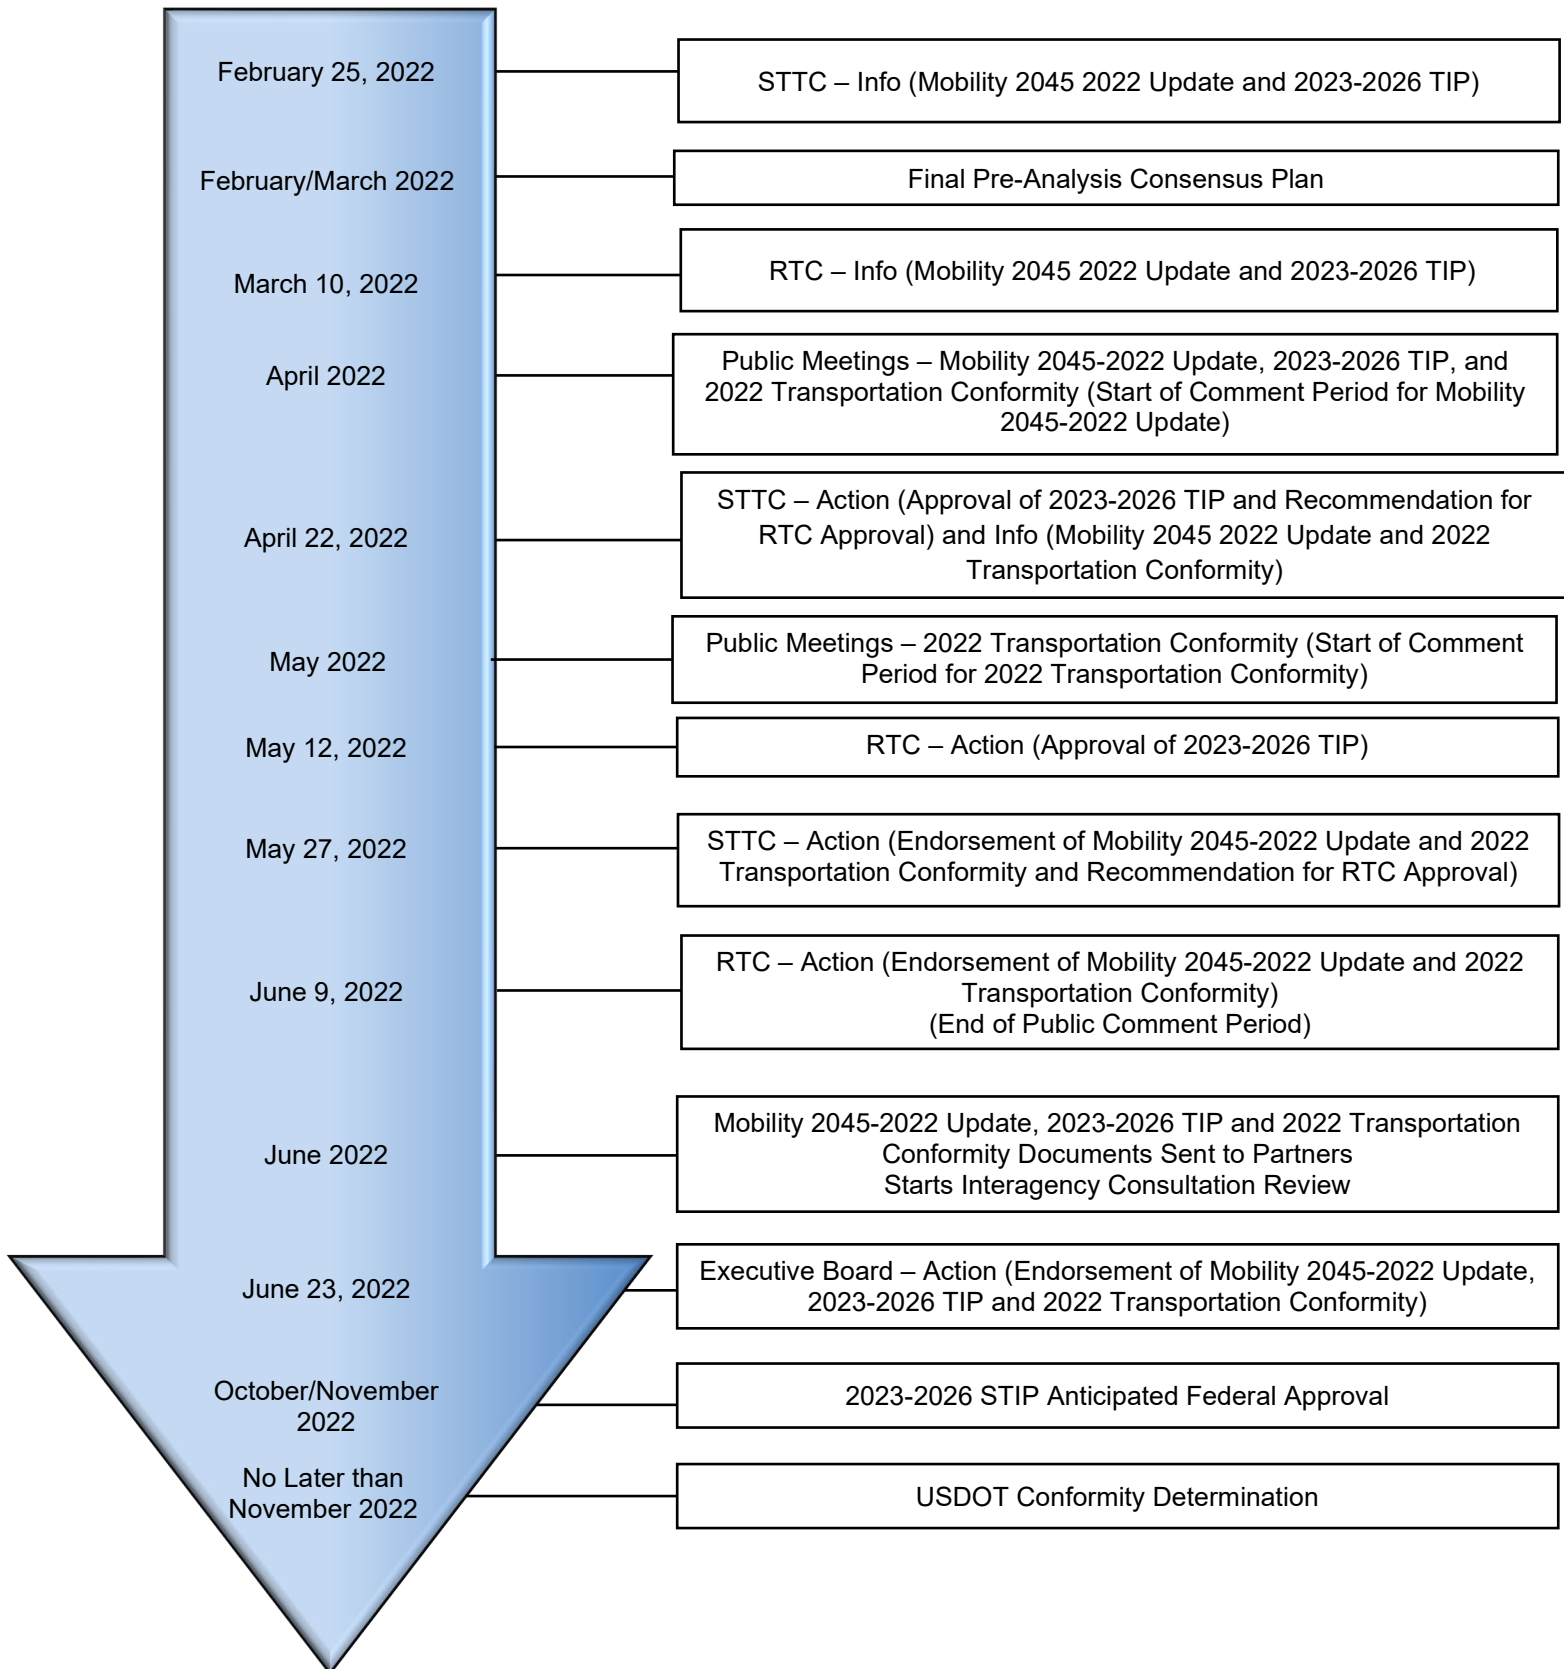 February 25, 2022
STTC – Info (Mobility 2045 2022 Update and 2023-2026 TIP)
February/March 2022
Final Pre-Analysis Consensus Plan
March 10, 2022
RTC – Info (Mobility 2045 2022 Update and 2023-2026 TIP)
April 2022
Public Meetings – Mobility 2045-2022 Update, 2023-2026 TIP, and
2022 Transportation Conformity (Start of Comment Period for Mobility
2045-2022 Update)
April 22, 2022
STTC – Action (Approval of 2023-2026 TIP and Recommendation for
RTC Approval) and Info (Mobility 2045 2022 Update and 2022
Transportation Conformity)
May 2022
Public Meetings – 2022 Transportation Conformity (Start of Comment
Period for 2022 Transportation Conformity)
May 12, 2022
RTC – Action (Approval of 2023-2026 TIP)
May 27, 2022
STTC – Action (Endorsement of Mobility 2045-2022 Update and 2022
Transportation Conformity and Recommendation for RTC Approval)
June 9, 2022
RTC – Action (Endorsement of Mobility 2045-2022 Update and 2022
Transportation Conformity)
(End of Public Comment Period)
June 2022
Mobility 2045-2022 Update, 2023-2026 TIP and 2022 Transportation
Conformity Documents Sent to Partners
Starts Interagency Consultation Review
June 23, 2022
Executive Board – Action (Endorsement of Mobility 2045-2022 Update,
2023-2026 TIP and 2022 Transportation Conformity)
October/November
2022
2023-2026 STIP Anticipated Federal Approval
No Later than
November 2022
USDOT Conformity Determination